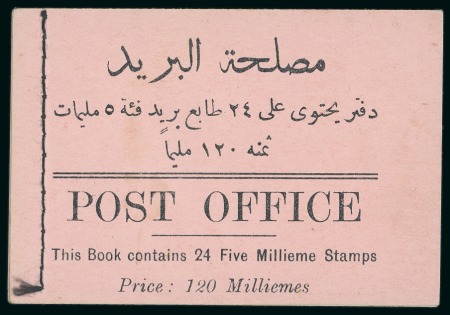 مصلحة البريد
دفتر يحتوى على ٢٤ طابع بريد فئة ٥ مليمات
ثمنه ١٢٠ مليماً
POST OFFICE
This Book contains 24 Five Millieme Stamps
Price: 120 Milliemes